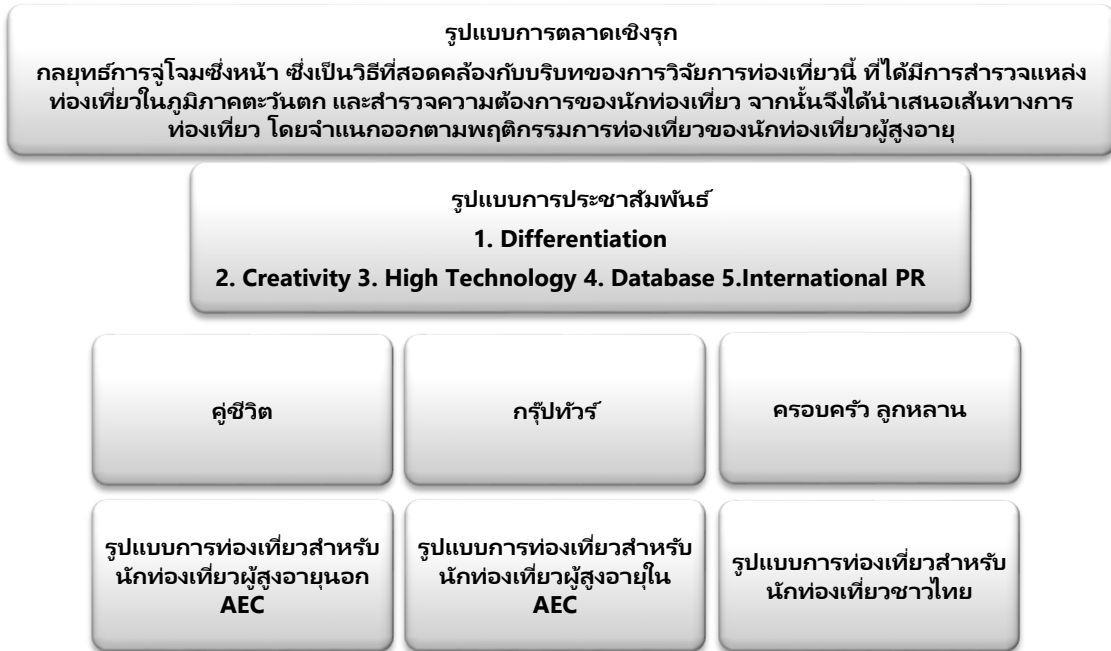 รูปแบบการตลาดเชิงรุก
กลยุทธ์การจู่โจมซึ่งหน้า ซึ่งเป็นวิธีที่สอดคล้องกับบริบทของการวิจัยการท่องเที่ยวนี้ ที่ได้มีการสำรวจแหล่ง
ท่องเที่ยวในภูมิภาคตะวันตก และสำรวจความต้องการของนักท่องเที่ยว จากนั้นจึงได้นำเสนอเส้นทางการ
ท่องเที่ยว โดยจำแนกออกตามพฤติกรรมการท่องเที่ยวของนักท่องเที่ยวผู้สูงอายุ
รูปแบบการประชาสัมพันธ์
1. Differentiation
2. Creativity 3. High Technology 4. Database 5.International PR
คู่ชีวิต
กรุ๊ปทัวร์
ครอบครัว ลูกหลาน
รูปแบบการท่องเที่ยวสำหรับ
นักท่องเที่ยวผู้สูงอายุนอก
AEC
รูปแบบการท่องเที่ยวสำหรับ
นักท่องเที่ยวผู้สูงอายุใน
AEC
รูปแบบการท่องเที่ยวสำหรับ
นักท่องเที่ยวชาวไทย